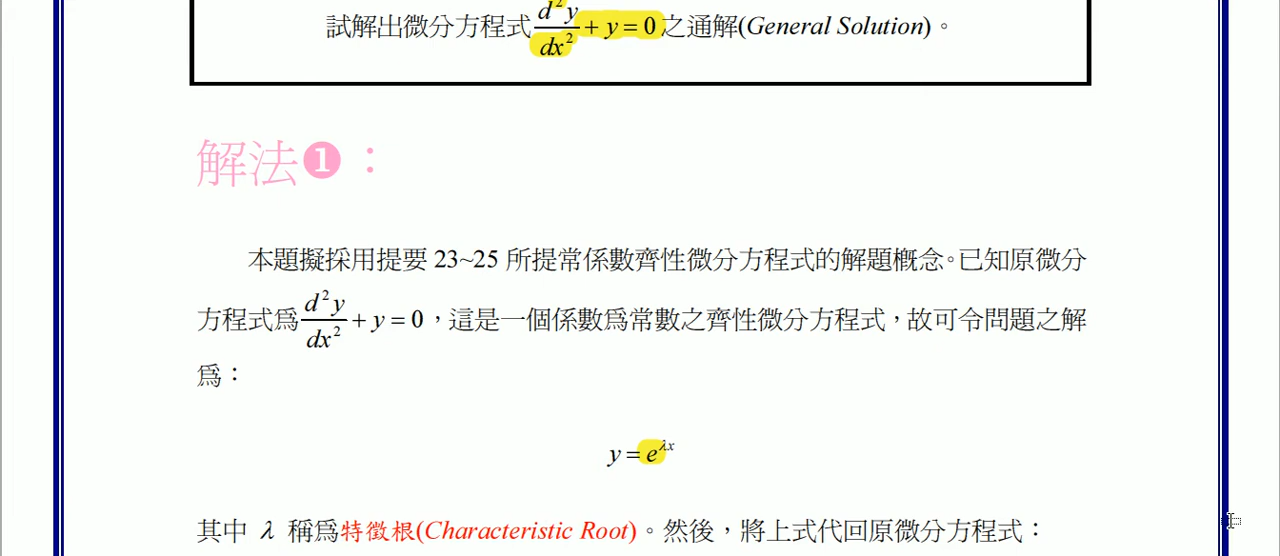 試解出微分方程式 d²y/dx² + y = 0 之通解(General Solution)。
解法❶：
本題擬採用提要 23~25 所提常係數齊性微分方程式的解題概念。已知原微分
方程式為 d²y/dx² + y = 0，這是一個係數為常數之齊性微分方程式，故可令問題之解
為：
y = e^{λx}
其中 λ 稱為特徵根(Characteristic Root)。然後，將上式代回原微分方程式：